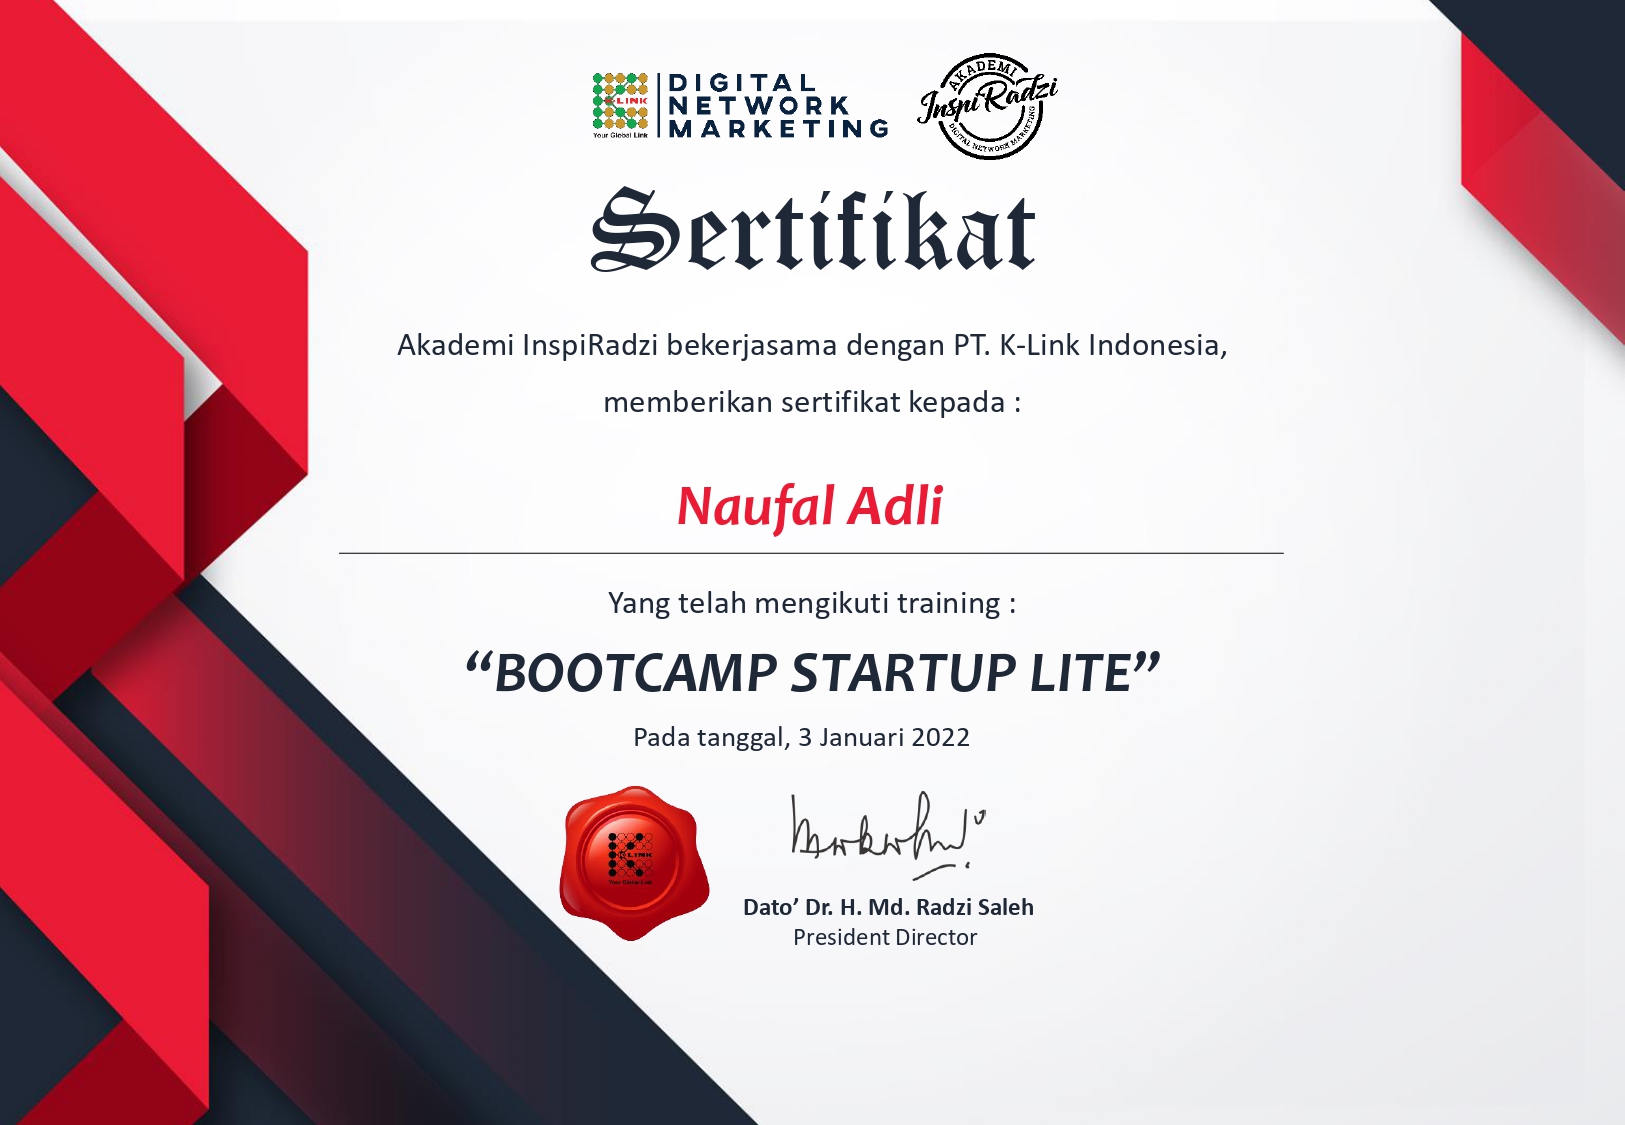 K-LINK
Your Global Link
DIGITAL
NETWORK
MARKETING
AKADEMI
InspiRadzi
DIGITAL NETWORK MARKETING
Sertifikat
Akademi InspiRadzi bekerjasama dengan PT. K-Link Indonesia,
memberikan sertifikat kepada :
Naufal Adli
Yang telah mengikuti training :
“BOOTCAMP STARTUP LITE”
Pada tanggal, 3 Januari 2022
K-LINK
Your Global Link
Dato’ Dr. H. Md. Radzi Saleh
President Director